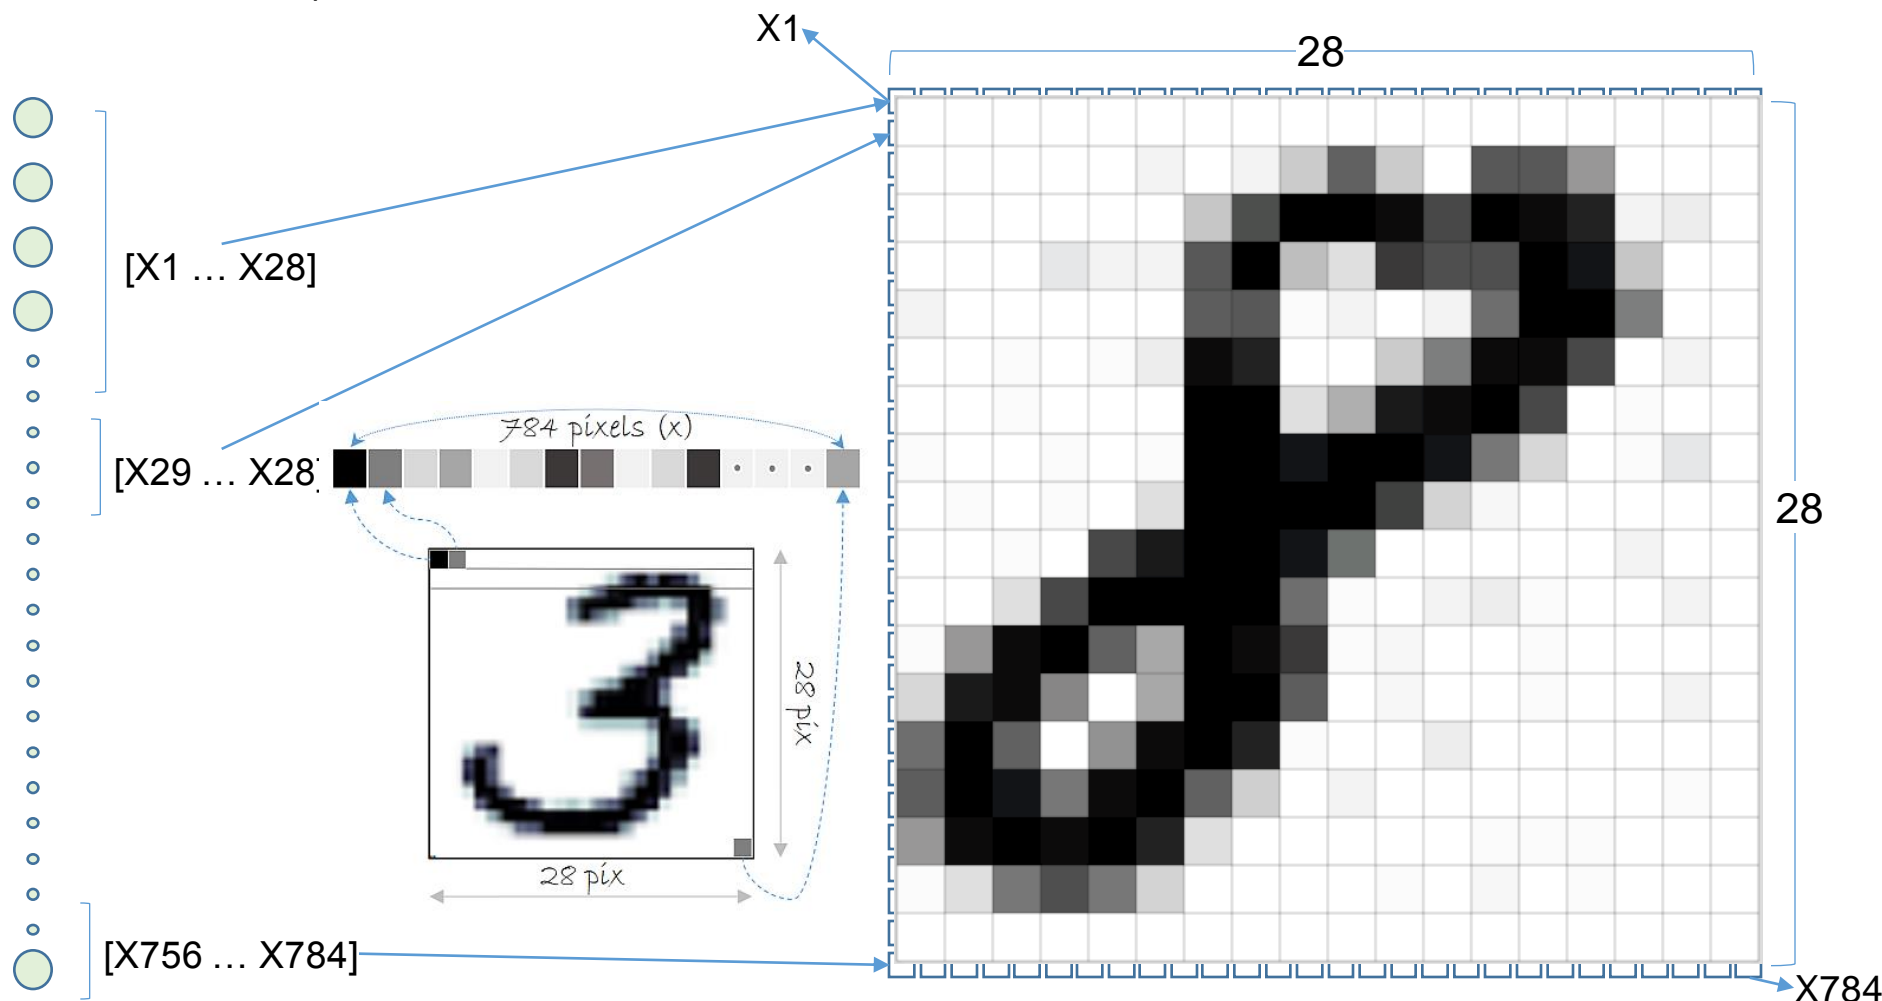 X1
28
[X1 … X28]
784 pixels (x)
[X29 … X28]
28
28 pix
28 pix
[X756 … X784]
X784